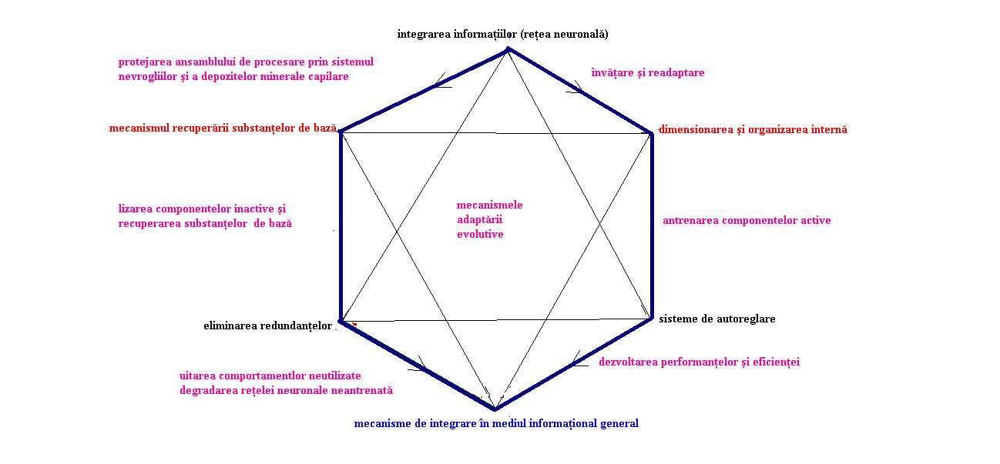 integrarea informațiilor (rețea neuronală)
protejarea ansamblului de procesare prin sistemul
nevrogliilor și a depozitelor minerale capilare
învățare și readaptare
mecanismul recuperării substanțelor de bază
dimensionarea și organizarea internă
lizarea componentelor inactive și
recuperarea substanțelor de bază
mecanismele
adaptării
evolutive
antrenarea componentelor active
eliminarea redundanțelor
sisteme de autoreglare
uitarea comportamentlor neutilizate
degradarea rețelei neuronale neantrenată
dezvoltarea performanțelor și eficienței
mecanisme de integrare în mediul informațional general